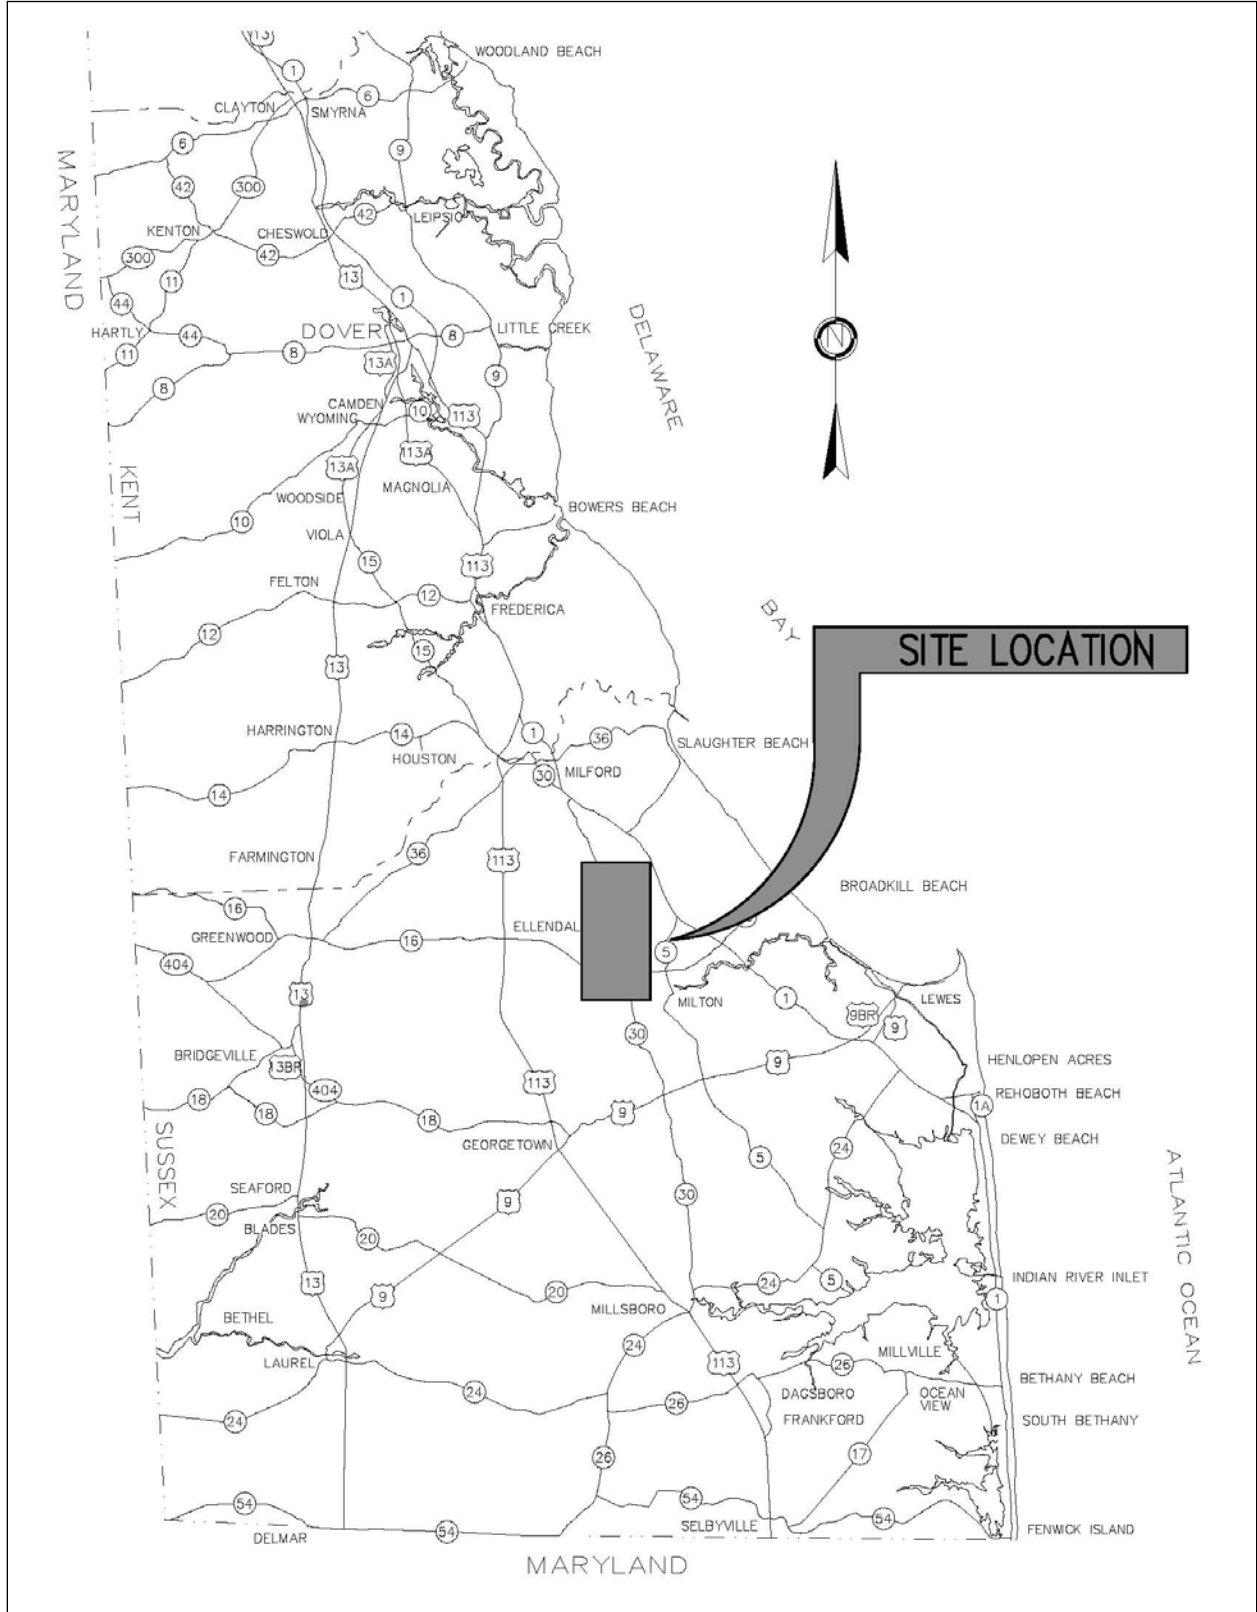 13
WOODLAND BEACH
1
CLAYTON
SMYRNA
6
6
9
MARYLAND
42
300
42
LEIPSIC
KENTON
CHESWOLD
300
42
13
11
44
1
HARTLY
44
DOVER
8
LITTLE CREEK
DELAWARE
N
11
8
13A
9
8
CAMDEN
WYOMING
10
113
113A
KENT
13A
MAGNOLIA
WOODSIDE
10
BOWERS BEACH
VIOLA
15
113
FELTON
12
FREDERICA
BAY
12
15
SITE LOCATION
13
HARRINGTON
14
1
36
SLAUGHTER BEACH
HOUSTON
30
MILFORD
14
FARMINGTON
36
113
BROADKILL BEACH
16
ELLENDAL
GREENWOOD
16
5
404
13
MILTON
1
LEWES
9BR
9
30
BRIDGEVILLE
13BR
9
HENLOPEN ACRES
113
404
REHOBOTH BEACH
18
18
18
9
1A
SUSSEX
GEORGETOWN
DEWEY BEACH
5
24
ATLANTIC OCEAN
SEAFORD
30
20
9
BLADES
20
13
9
20
24
5
INDIAN RIVER INLET
1
MILLSBORO
BETHEL
24
MILLVILLE
LAUREL
113
26
24
DAGSBORO
OCEAN
VIEW
BETHANY BEACH
26
FRANKFORD
SOUTH BETHANY
24
26
17
54
54
54
54
SELBYVILLE
DELMAR
FENWICK ISLAND
MARYLAND